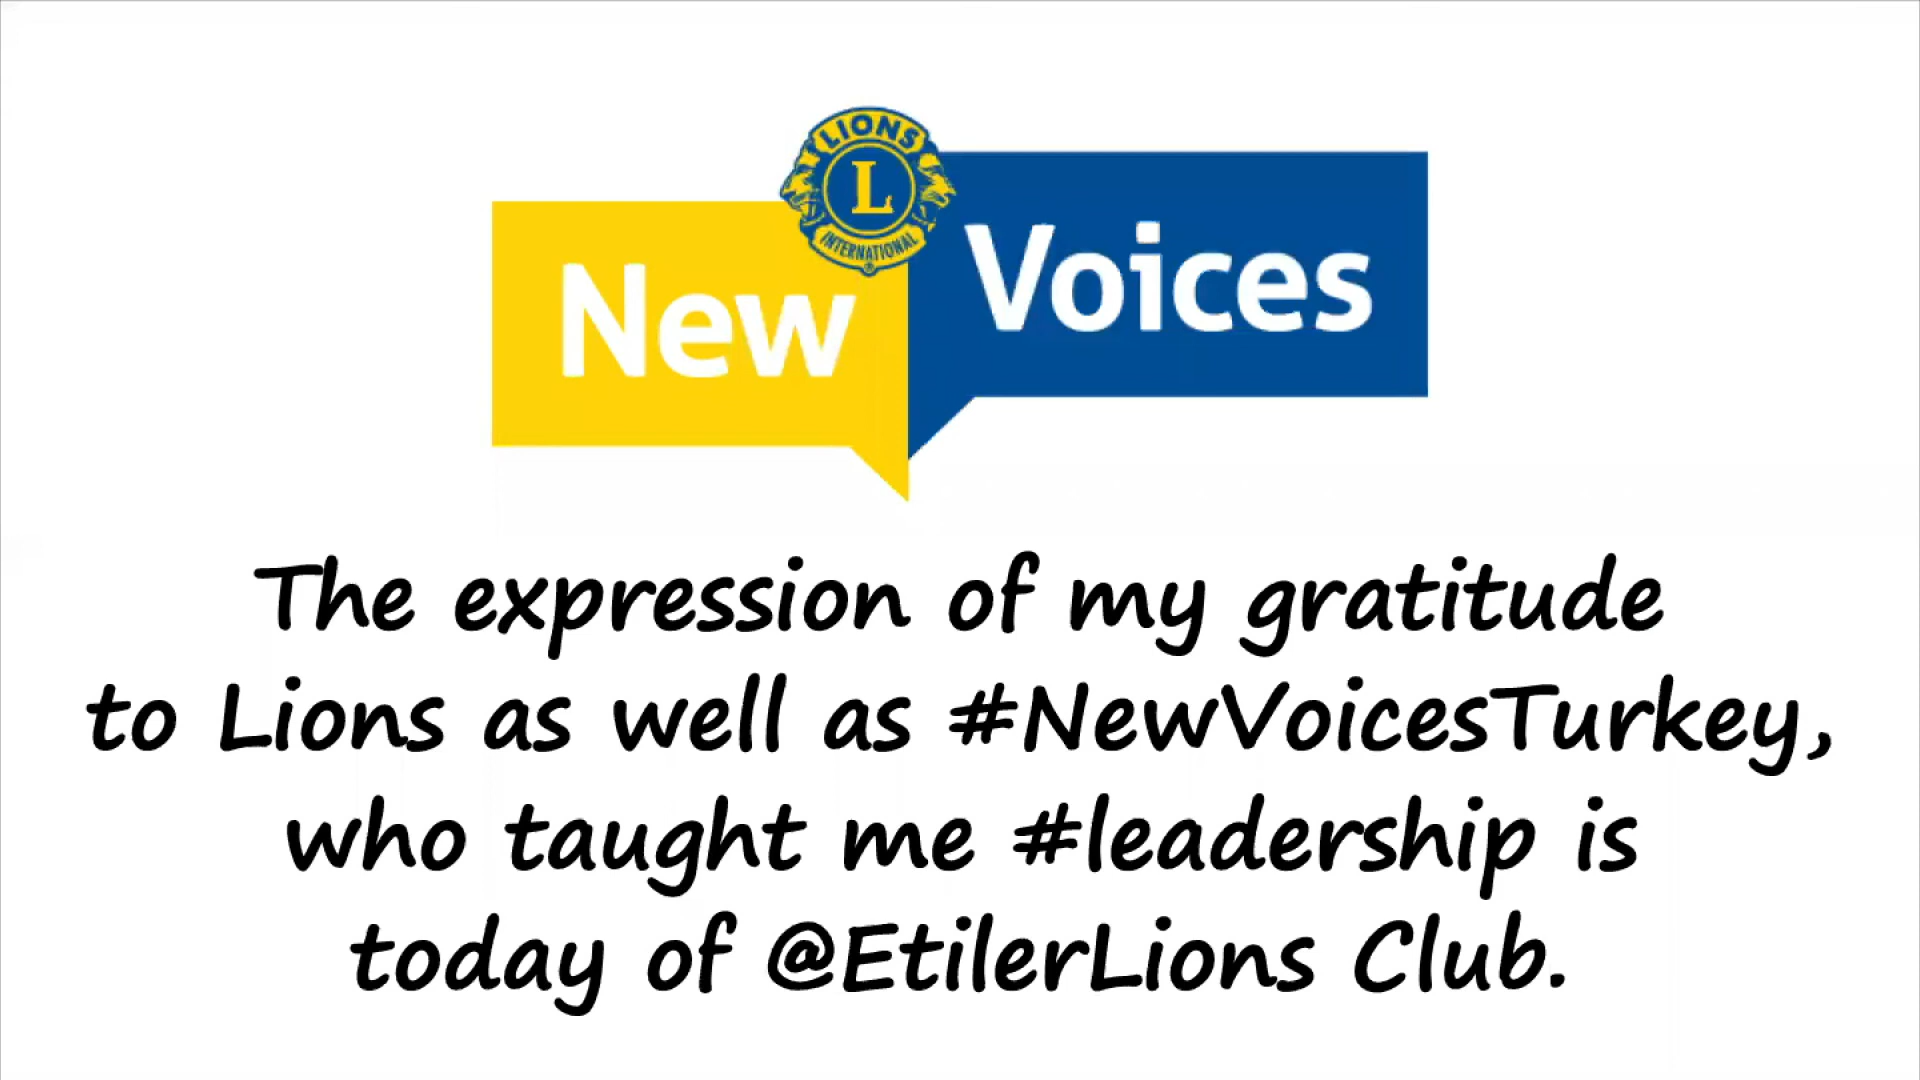 LIONS
L
INTERNATIONAL
New
Voices
The expression of my gratitude
to Lions as well as #NewVoicesTurkey,
who taught me #leadership is
today of @EtilerLions Club.